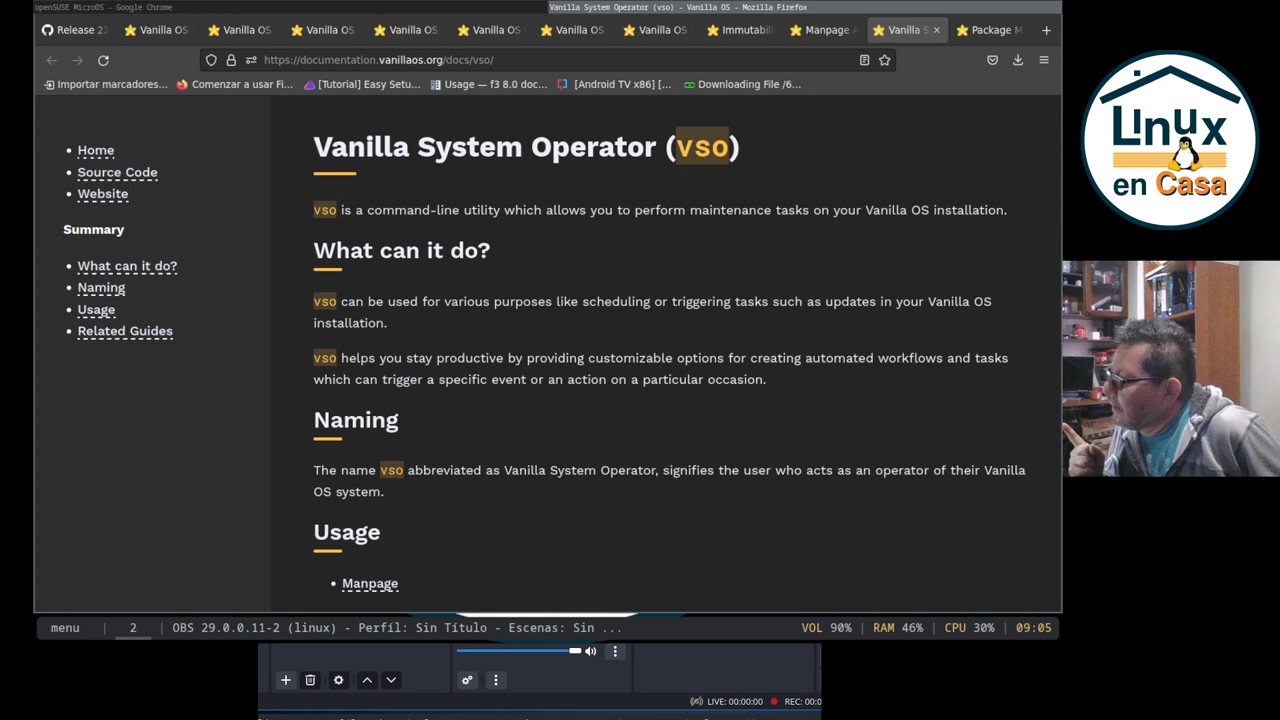 openSUSE MicroOS - Google Chrome
Vanilla System Operator (vso) - Vanilla OS - Mozilla Firefox
Release 22
Vanilla OS
Vanilla OS
Vanilla OS
Vanilla OS
Vanilla OS
Vanilla OS
Vanilla OS
Immutabili
Manpage
Vanilla S
Package M
https://documentation.vanillaos.org/docs/vso/
Importar marcadores...
Comenzar a usar Fi...
[Tutorial] Easy Setu...
Usage — f3 8.0 doc...
[Android TV x86] [...
Downloading File /6...
Home
Source Code
Website
Summary
What can it do?
Naming
Usage
Related Guides
Vanilla System Operator (vso)
vso is a command-line utility which allows you to perform maintenance tasks on your Vanilla OS installation.
What can it do?
vso can be used for various purposes like scheduling or triggering tasks such as updates in your Vanilla OS
installation.
vso helps you stay productive by providing customizable options for creating automated workflows and tasks
which can trigger a specific event or an action on a particular occasion.
Naming
The name vso abbreviated as Vanilla System Operator, signifies the user who acts as an operator of their Vanilla
OS system.
Usage
Manpage
Linux
en Casa
menu | 2 | OBS 29.0.0.11-2 (linux) - Perfil: Sin Título - Escenas: Sin ...
VOL 90% | RAM 46% | CPU 30% | 09:05
LIVE: 00:00:00
REC: 00:0